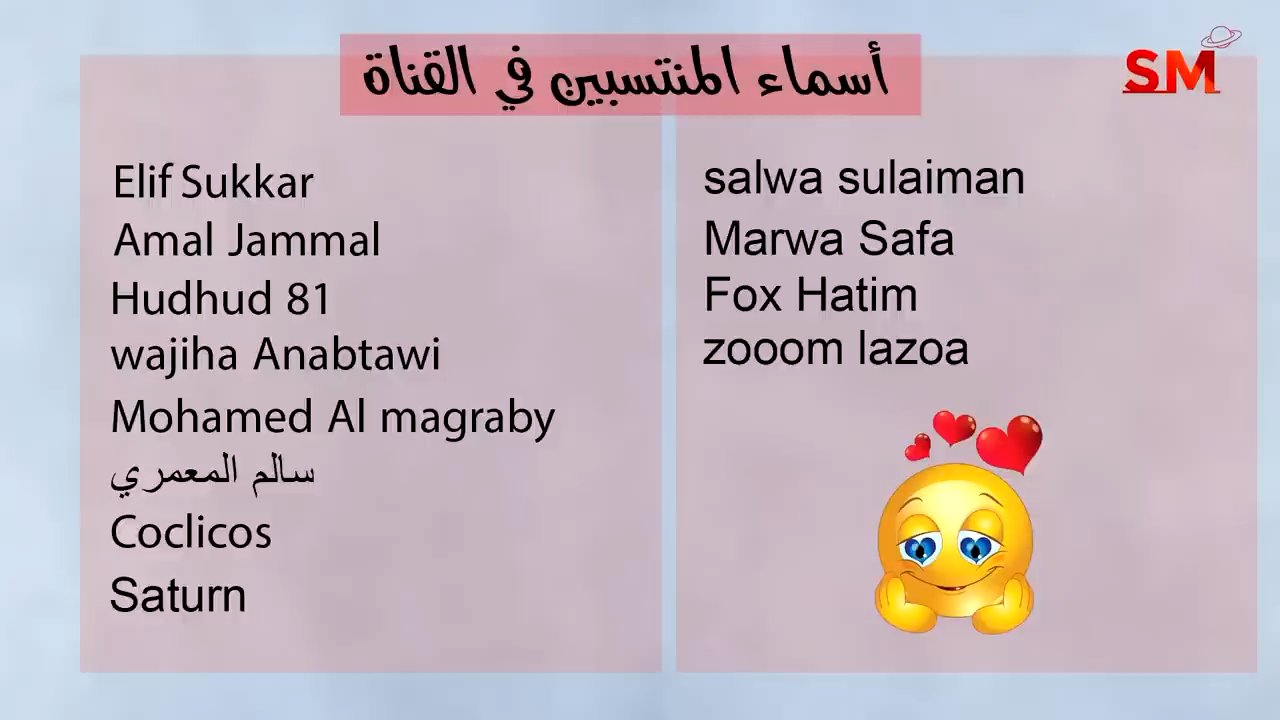 أسماء المنتسبين في القناة
SM
Elif Sukkar
Amal Jammal
Hudhud 81
wajiha Anabtawi
Mohamed Al magraby
سالم المعمري
Coclicos
Saturn
salwa sulaiman
Marwa Safa
Fox Hatim
zooom lazoa